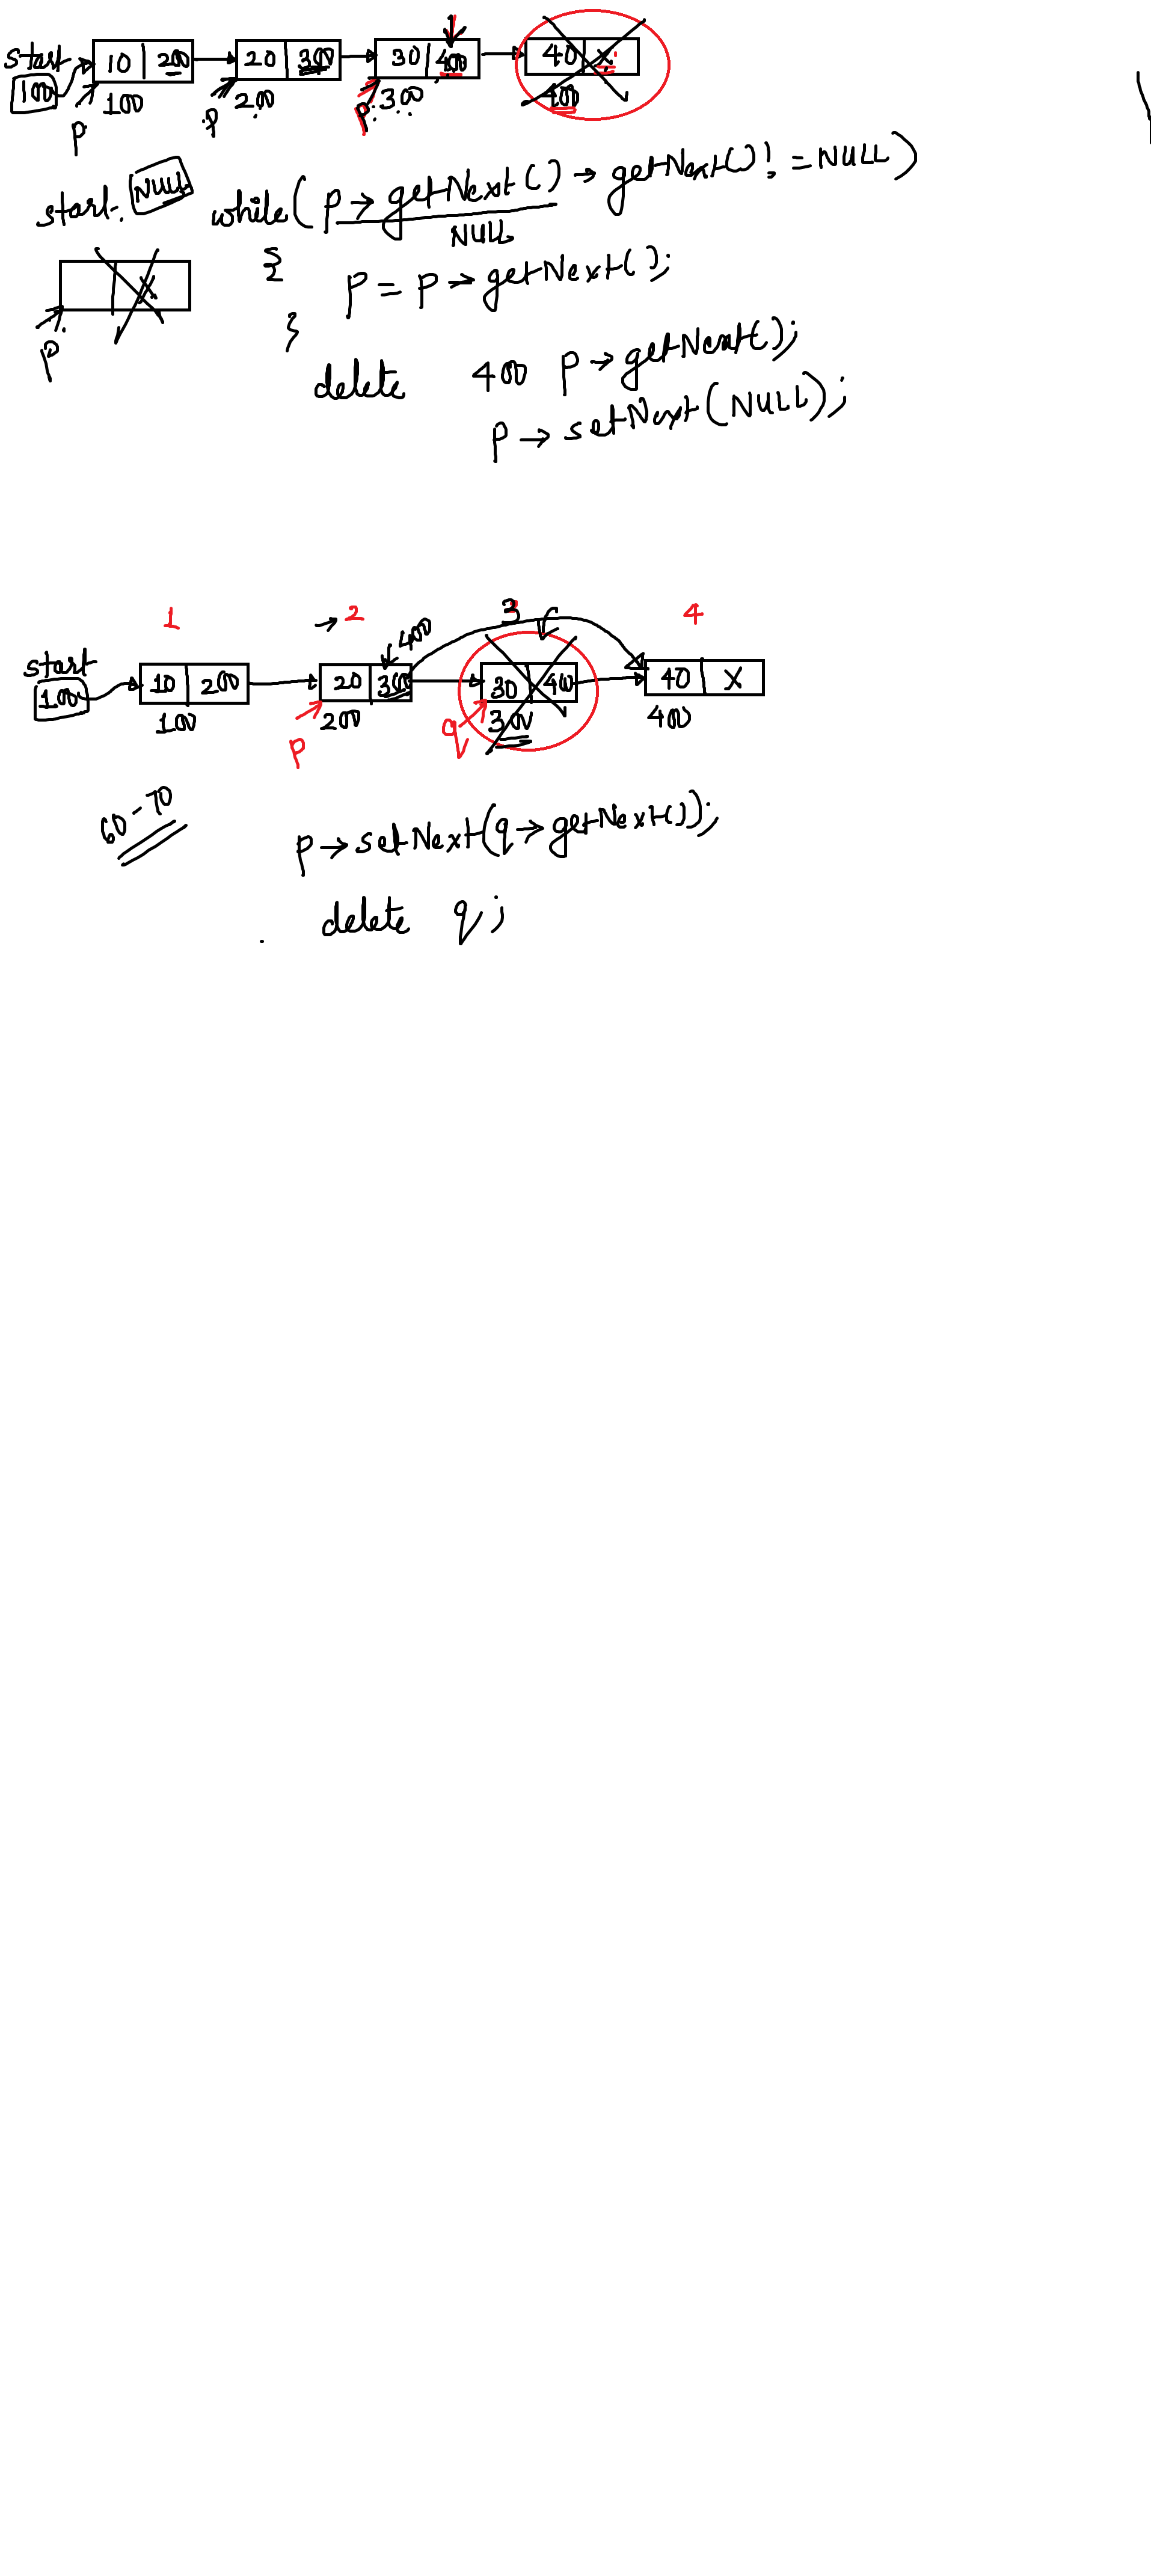 start 10 200 20 300 30 400 40 X
100 100 200 300 400
p p p
start NULL while(p→getNext()→getNext()!=NULL)
NULL
{
X p=p→getNext();
p }
delete 400 p→getNext();
p→setNext(NULL);
1 →2 3 4
400
start
100 10 200 20 300 30 400 40 X
100 p 200 q 300 400
60-70
p→setNext(q→getNext());
delete q;